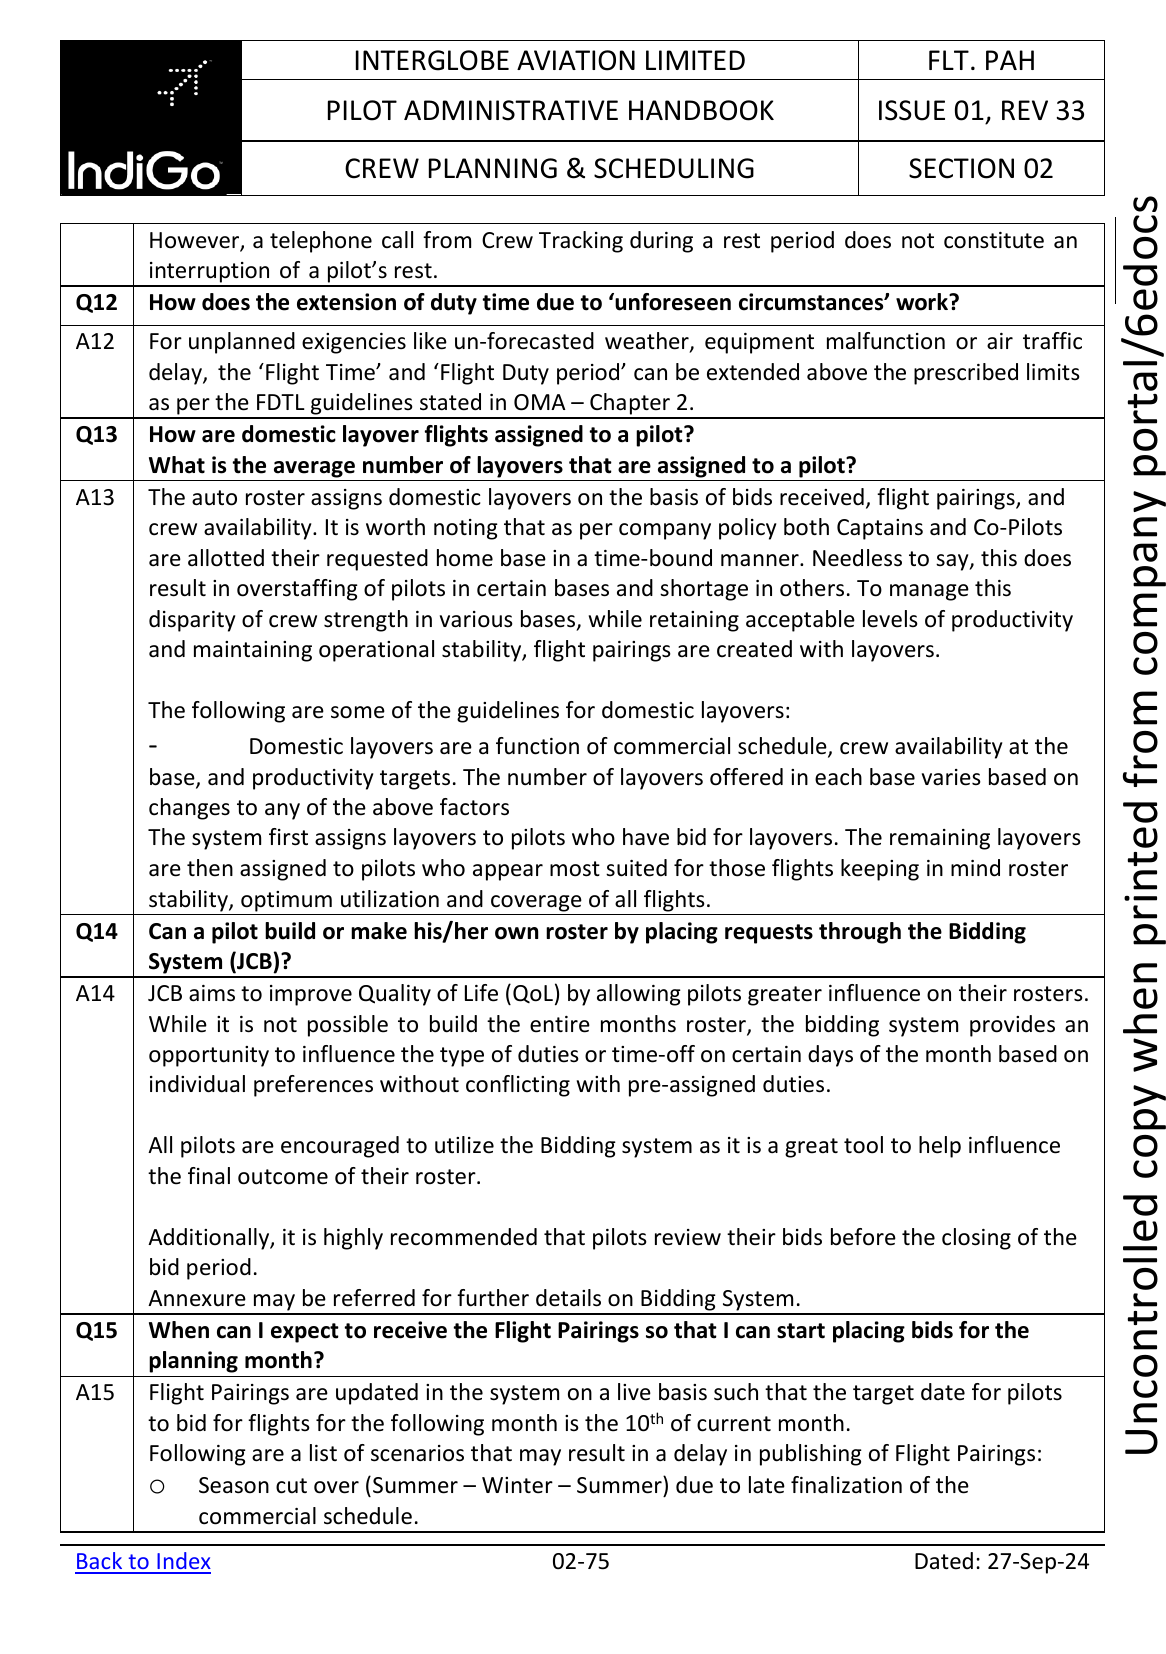 IndiGo
INTERGLOBE AVIATION LIMITED
FLT. PAH
PILOT ADMINISTRATIVE HANDBOOK
ISSUE 01, REV 33
CREW PLANNING & SCHEDULING
SECTION 02
However, a telephone call from Crew Tracking during a rest period does not constitute an
interruption of a pilot’s rest.
Q12 How does the extension of duty time due to ‘unforeseen circumstances’ work?
A12 For unplanned exigencies like un-forecasted weather, equipment malfunction or air traffic
delay, the ‘Flight Time’ and ‘Flight Duty period’ can be extended above the prescribed limits
as per the FDTL guidelines stated in OMA – Chapter 2.
Q13 How are domestic layover flights assigned to a pilot?
What is the average number of layovers that are assigned to a pilot?
A13 The auto roster assigns domestic layovers on the basis of bids received, flight pairings, and
crew availability. It is worth noting that as per company policy both Captains and Co-Pilots
are allotted their requested home base in a time-bound manner. Needless to say, this does
result in overstaffing of pilots in certain bases and shortage in others. To manage this
disparity of crew strength in various bases, while retaining acceptable levels of productivity
and maintaining operational stability, flight pairings are created with layovers.
The following are some of the guidelines for domestic layovers:
- Domestic layovers are a function of commercial schedule, crew availability at the
base, and productivity targets. The number of layovers offered in each base varies based on
changes to any of the above factors
The system first assigns layovers to pilots who have bid for layovers. The remaining layovers
are then assigned to pilots who appear most suited for those flights keeping in mind roster
stability, optimum utilization and coverage of all flights.
Q14 Can a pilot build or make his/her own roster by placing requests through the Bidding
System (JCB)?
A14 JCB aims to improve Quality of Life (QoL) by allowing pilots greater influence on their rosters.
While it is not possible to build the entire months roster, the bidding system provides an
opportunity to influence the type of duties or time-off on certain days of the month based on
individual preferences without conflicting with pre-assigned duties.
All pilots are encouraged to utilize the Bidding system as it is a great tool to help influence
the final outcome of their roster.
Additionally, it is highly recommended that pilots review their bids before the closing of the
bid period.
Annexure may be referred for further details on Bidding System.
Q15 When can I expect to receive the Flight Pairings so that I can start placing bids for the
planning month?
A15 Flight Pairings are updated in the system on a live basis such that the target date for pilots
to bid for flights for the following month is the 10th of current month.
Following are a list of scenarios that may result in a delay in publishing of Flight Pairings:
○ Season cut over (Summer – Winter – Summer) due to late finalization of the
commercial schedule.
Back to Index 02-75 Dated: 27-Sep-24
Uncontrolled copy when printed from company portal/6edocs